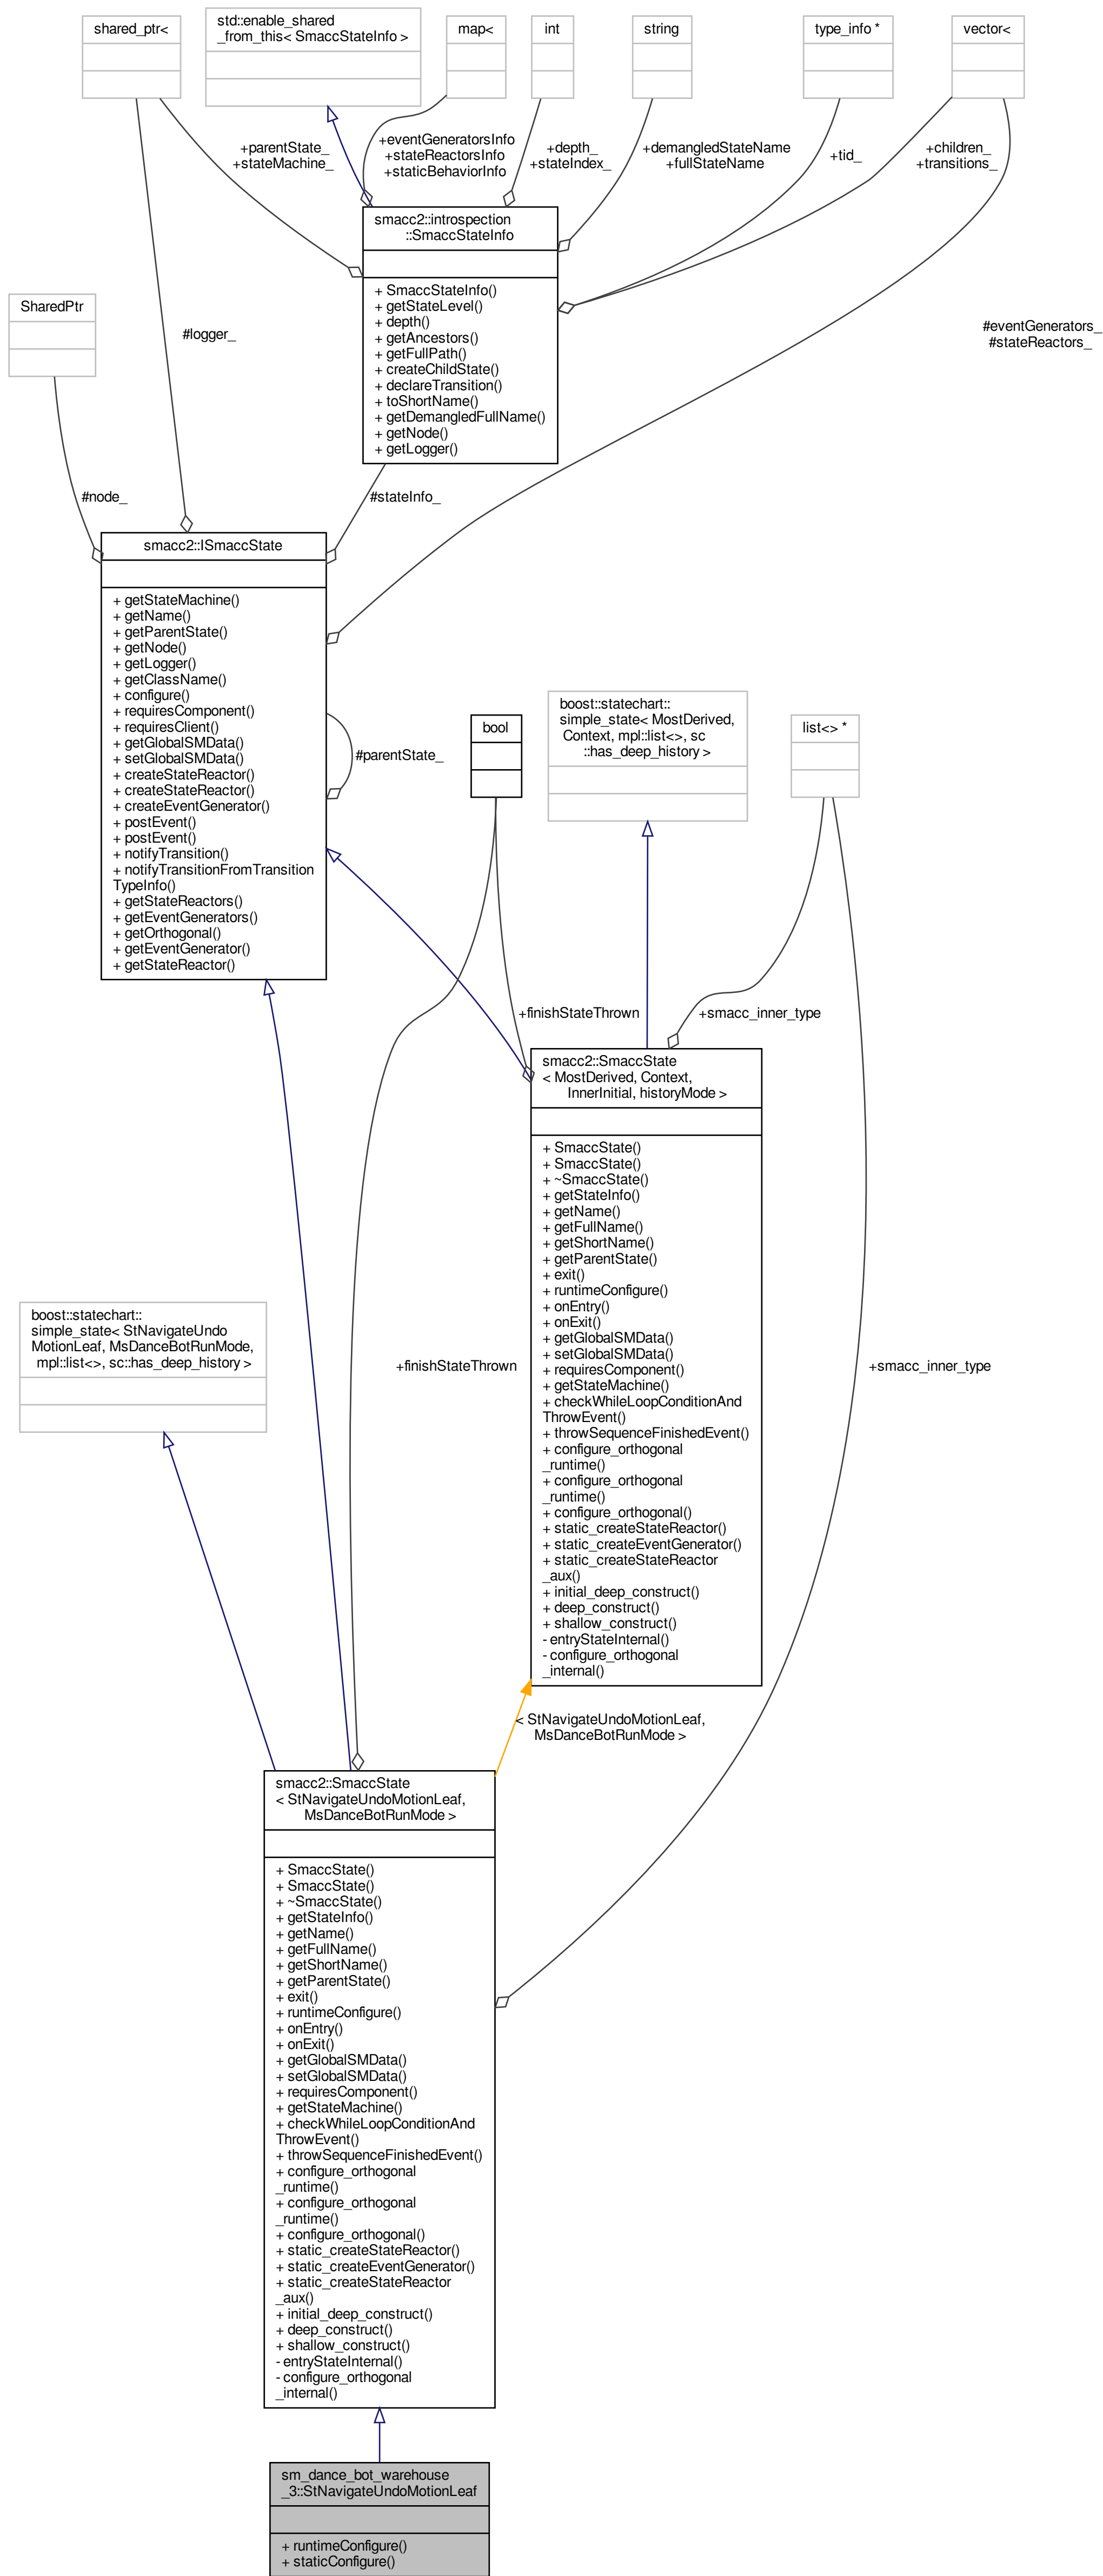 shared_ptr<
std::enable_shared
_from_this< SmaccStateInfo >
map<
int
string
type_info *
vector<
+parentState_
+stateMachine_
+eventGeneratorsInfo
+stateReactorsInfo
+staticBehaviorInfo
+depth_
+stateIndex_
+demangledStateName
+fullStateName
+tid_
+children_
+transitions_
smacc2::introspection
::SmaccStateInfo
+ SmaccStateInfo()
+ getStateLevel()
+ depth()
+ getAncestors()
+ getFullPath()
+ createChildState()
+ declareTransition()
+ toShortName()
+ getDemangledFullName()
+ getNode()
+ getLogger()
SharedPtr
#logger_
#eventGenerators_
#stateReactors_
#node_
#stateInfo_
smacc2::ISmaccState
+ getStateMachine()
+ getName()
+ getParentState()
+ getNode()
+ getLogger()
+ getClassName()
+ configure()
+ requiresComponent()
+ requiresClient()
+ getGlobalSMData()
+ setGlobalSMData()
+ createStateReactor()
+ createStateReactor()
+ createEventGenerator()
+ postEvent()
+ postEvent()
+ notifyTransition()
+ notifyTransitionFromTransition
TypeInfo()
+ getStateReactors()
+ getEventGenerators()
+ getOrthogonal()
+ getEventGenerator()
+ getStateReactor()
#parentState_
bool
boost::statechart::
simple_state< MostDerived,
Context, mpl::list<>, sc
::has_deep_history >
list<> *
+finishStateThrown
+smacc_inner_type
smacc2::SmaccState
< MostDerived, Context,
InnerInitial, historyMode >
+ SmaccState()
+ SmaccState()
+ ~SmaccState()
+ getStateInfo()
+ getName()
+ getFullName()
+ getShortName()
+ getParentState()
+ exit()
+ runtimeConfigure()
+ onEntry()
+ onExit()
+ getGlobalSMData()
+ setGlobalSMData()
+ requiresComponent()
+ getStateMachine()
+ checkWhileLoopConditionAnd
ThrowEvent()
+ throwSequenceFinishedEvent()
+ configure_orthogonal
_runtime()
+ configure_orthogonal
_runtime()
+ configure_orthogonal()
+ static_createStateReactor()
+ static_createEventGenerator()
+ static_createStateReactor
_aux()
+ initial_deep_construct()
+ deep_construct()
+ shallow_construct()
- entryStateInternal()
- configure_orthogonal
_internal()
boost::statechart::
simple_state< StNavigateUndo
MotionLeaf, MsDanceBotRunMode,
mpl::list<>, sc::has_deep_history >
+finishStateThrown
+smacc_inner_type
< StNavigateUndoMotionLeaf,
MsDanceBotRunMode >
smacc2::SmaccState
< StNavigateUndoMotionLeaf,
MsDanceBotRunMode >
+ SmaccState()
+ SmaccState()
+ ~SmaccState()
+ getStateInfo()
+ getName()
+ getFullName()
+ getShortName()
+ getParentState()
+ exit()
+ runtimeConfigure()
+ onEntry()
+ onExit()
+ getGlobalSMData()
+ setGlobalSMData()
+ requiresComponent()
+ getStateMachine()
+ checkWhileLoopConditionAnd
ThrowEvent()
+ throwSequenceFinishedEvent()
+ configure_orthogonal
_runtime()
+ configure_orthogonal
_runtime()
+ configure_orthogonal()
+ static_createStateReactor()
+ static_createEventGenerator()
+ static_createStateReactor
_aux()
+ initial_deep_construct()
+ deep_construct()
+ shallow_construct()
- entryStateInternal()
- configure_orthogonal
_internal()
sm_dance_bot_warehouse
_3::StNavigateUndoMotionLeaf
+ runtimeConfigure()
+ staticConfigure()